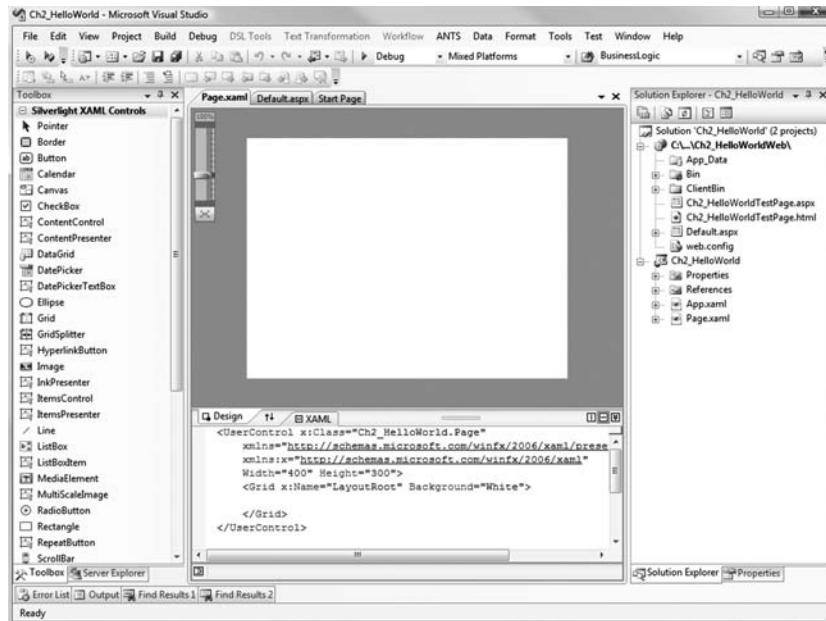 Ch2_HelloWorld - Microsoft Visual Studio
File Edit View Project Build Debug DSL Tools Text Transformation Workflow ANTS Data Format Tools Test Window Help
Debug Mixed Platforms BusinessLogic
Toolbox
Silverlight XAML Controls
Pointer
Border
Button
Calendar
Canvas
CheckBox
ContentControl
ContentPresenter
DataGrid
DatePicker
DatePickerTextBox
Ellipse
Grid
GridSplitter
HyperlinkButton
Image
InkPresenter
ItemsControl
ItemsPresenter
Line
ListBox
ListBoxItem
MediaElement
MultiScaleImage
RadioButton
Rectangle
RepeatButton
ScrollBar
Toolbox Server Explorer
Page.xaml Default.aspx Start Page
100%
Design XAML
<UserControl x:Class="Ch2_HelloWorld.Page"
xmlns="http://schemas.microsoft.com/winfx/2006/xaml/prese
xmlns:x="http://schemas.microsoft.com/winfx/2006/xaml"
Width="400" Height="300">
<Grid x:Name="LayoutRoot" Background="White">
</Grid>
</UserControl>
Solution Explorer - Ch2_HelloWorld
Solution 'Ch2_HelloWorld' (2 projects)
C:\...\Ch2_HelloWorldWeb\
App_Data
Bin
ClientBin
Ch2_HelloWorldTestPage.aspx
Ch2_HelloWorldTestPage.html
Default.aspx
web.config
Ch2_HelloWorld
Properties
References
App.xaml
Page.xaml
Solution Explorer Properties
Error List Output Find Results 1 Find Results 2
Ready